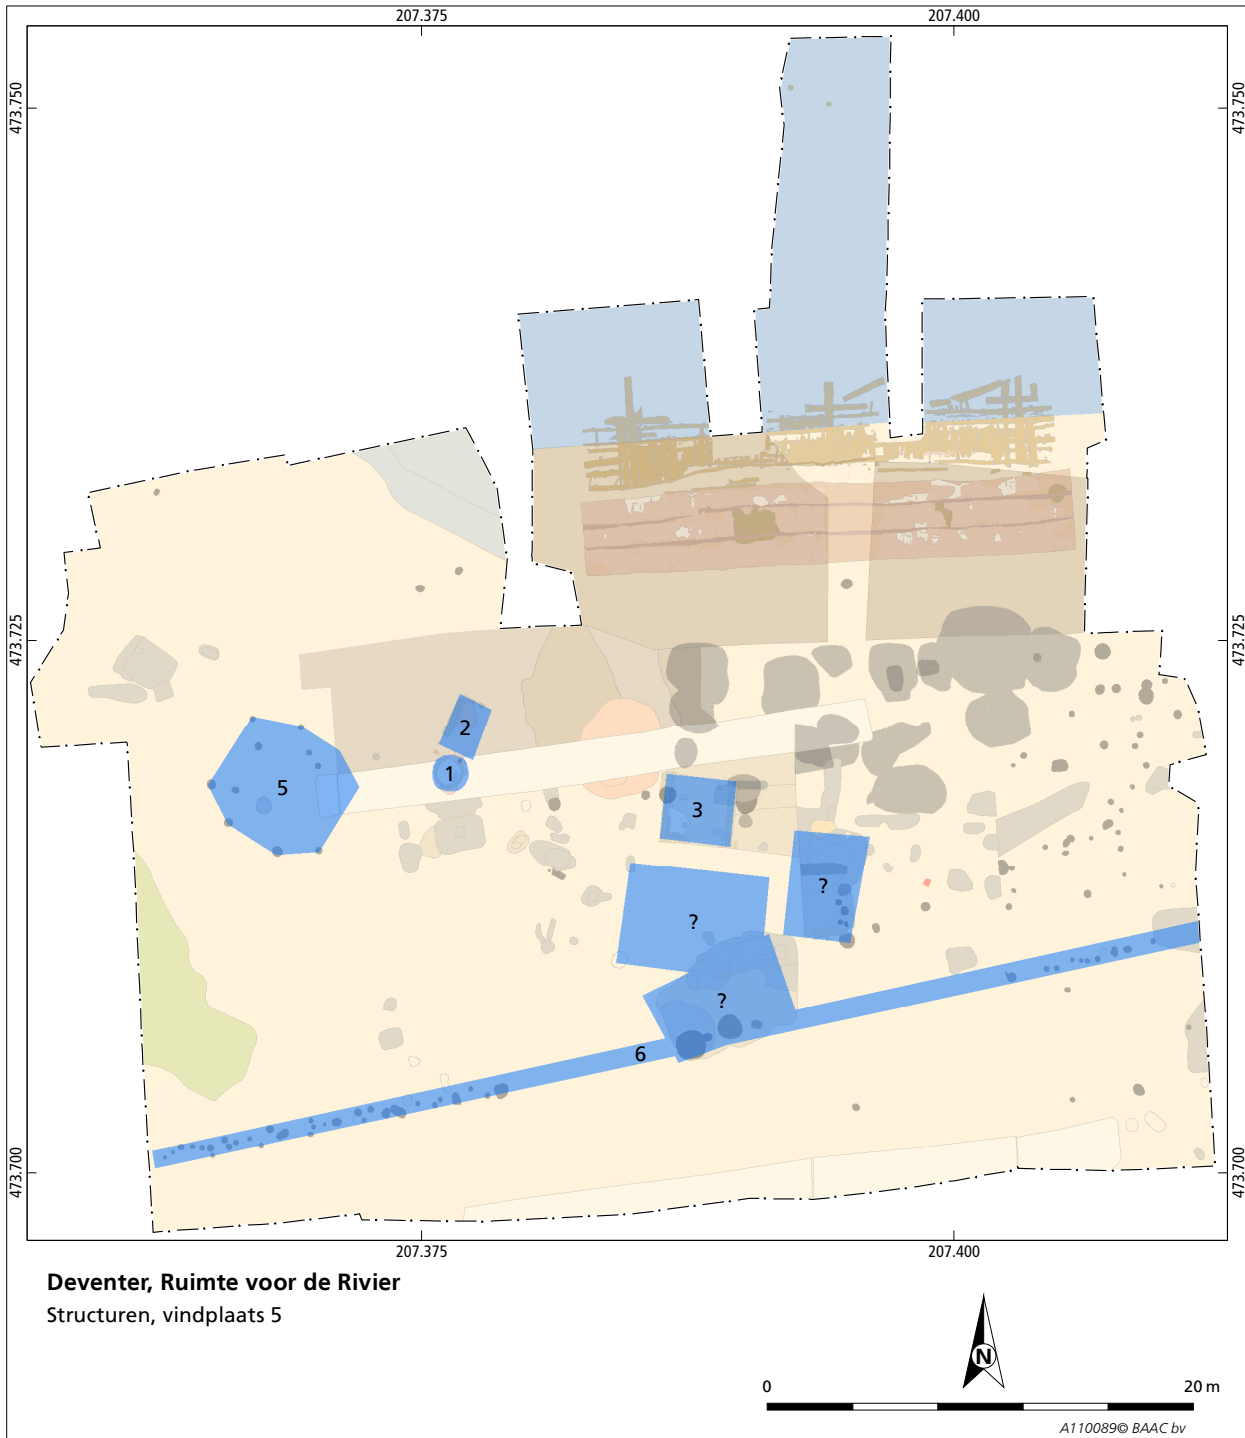 207.375 207.400
473.750 473.750
473.725 473.725
2
1
5
3
?
?
?
6
473.700 473.700
207.375 207.400
Deventer, Ruimte voor de Rivier
Structuren, vindplaats 5
N
0 20 m
A110089© BAAC bv